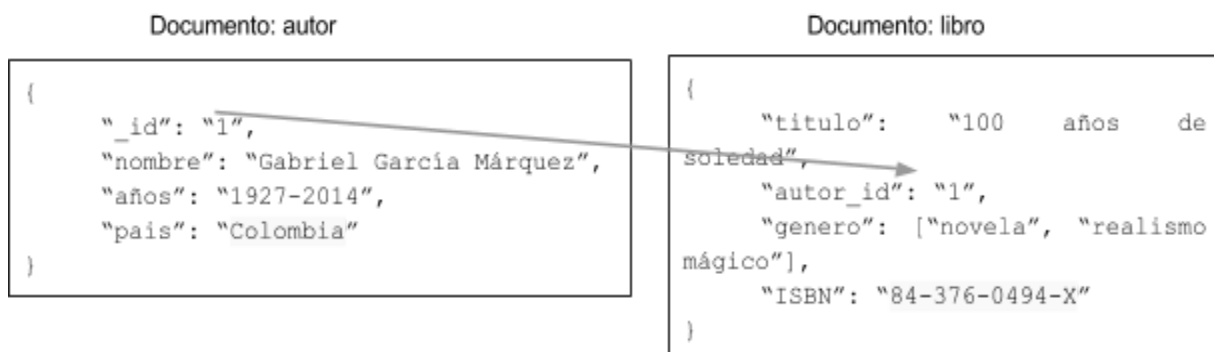 Documento: autor
{
"_id": “1”,
“nombre”: “Gabriel García Márquez”,
“años”: “1927-2014”,
“pais”: “Colombia”
}
Documento: libro
{
“titulo”: “100 años de
soledad”,
“autor_id”: “1”,
“genero”: [“novela”, “realismo
mágico”],
“ISBN”: “84-376-0494-X”
}